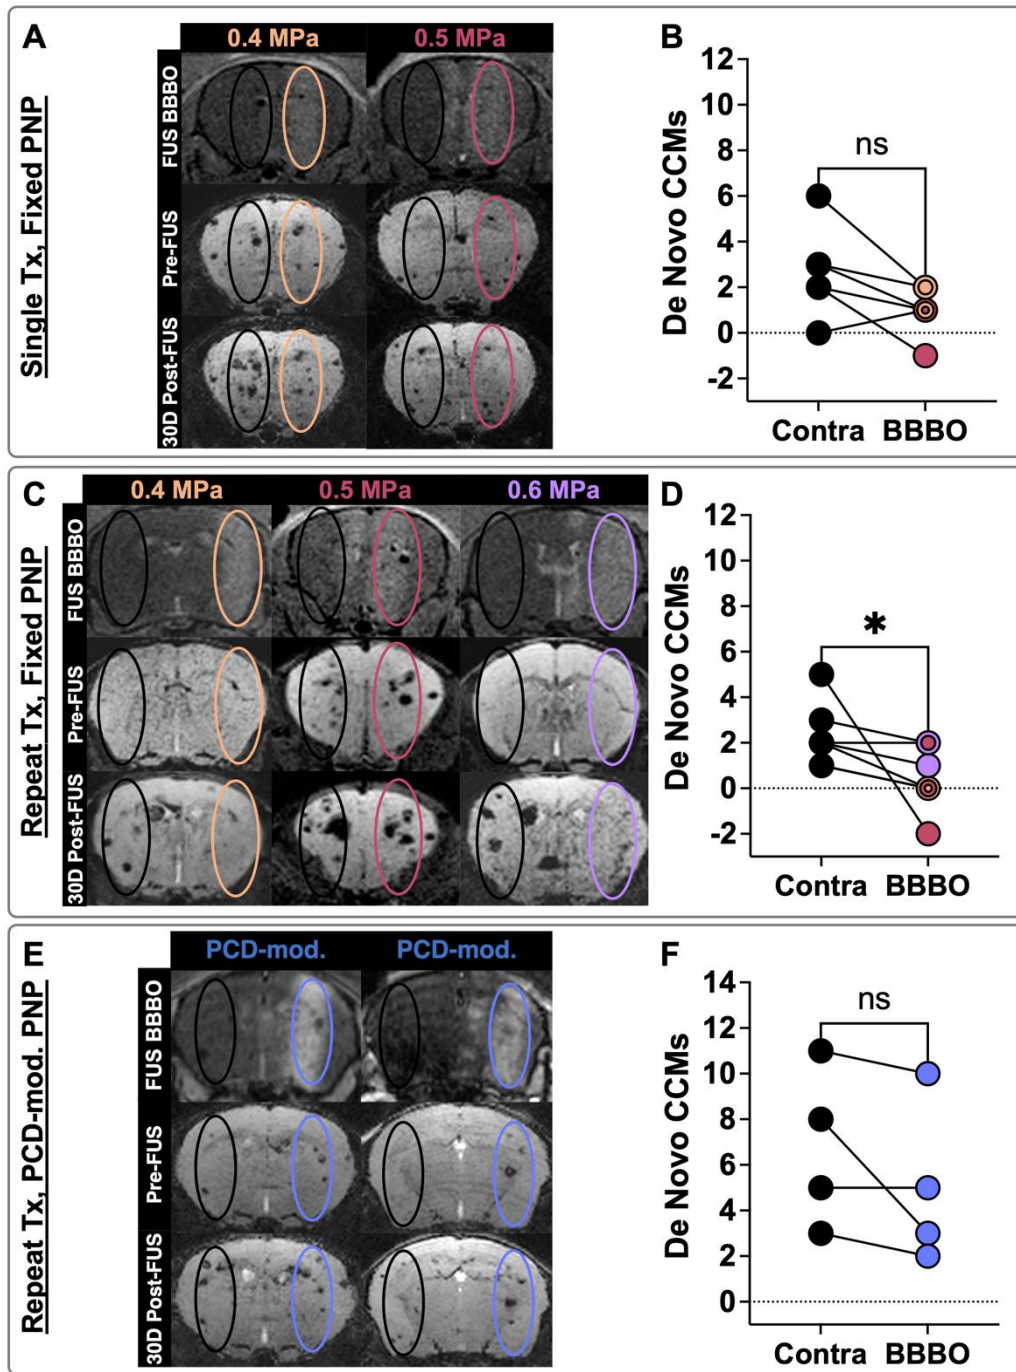 A
0.4 MPa
0.5 MPa
Single Tx, Fixed PNP
FUS BBBO
Pre-FUS
30D Post-FUS
B
De Novo CCMs
12
10
8
6
4
2
0
-2
ns
Contra
BBBO
C
0.4 MPa
0.5 MPa
0.6 MPa
Repeat Tx, Fixed PNP
FUS BBBO
Pre-FUS
30D Post-FUS
D
De Novo CCMs
12
10
8
6
4
2
0
-2
*
Contra
BBBO
E
PCD-mod.
PCD-mod.
Repeat Tx, PCD-mod. PNP
FUS BBBO
Pre-FUS
30D Post-FUS
F
De Novo CCMs
14
12
10
8
6
4
2
0
ns
Contra
BBBO